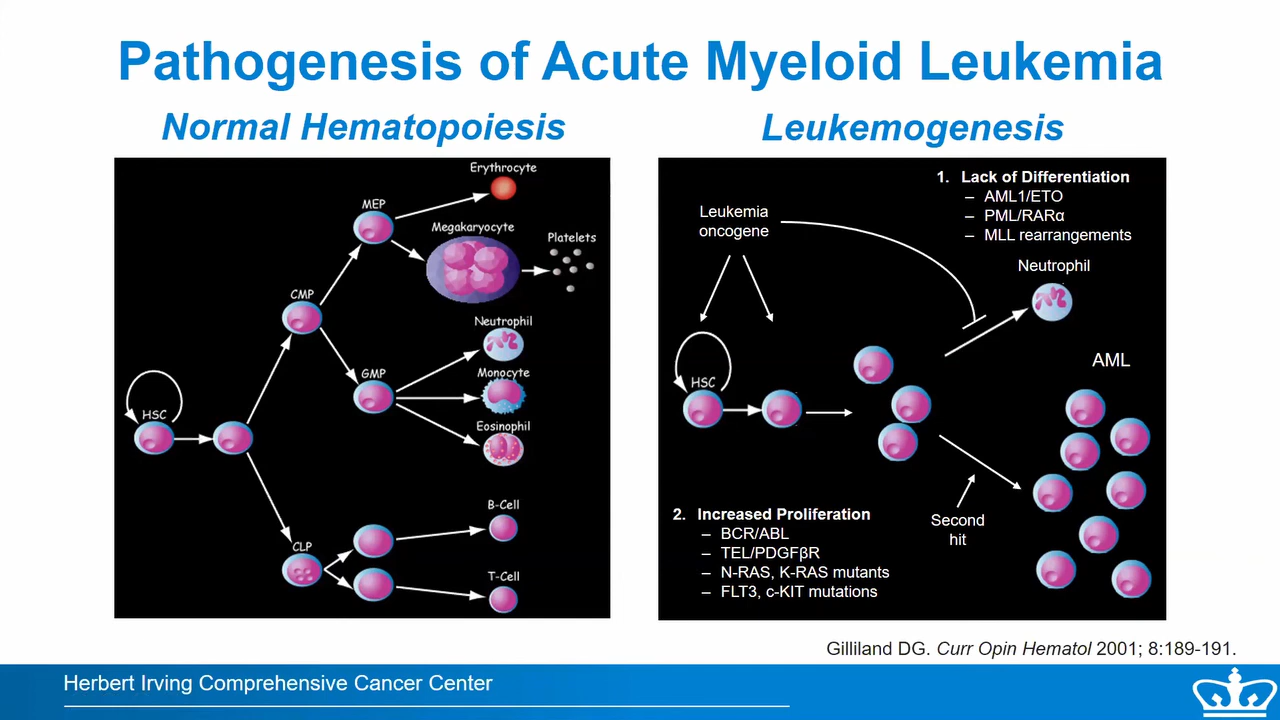 Pathogenesis of Acute Myeloid Leukemia
Normal Hematopoiesis
Erythrocyte
MEP
Megakaryocyte
Platelets
CMP
Neutrophil
GMP
Monocyte
HSC
Eosinophil
B-Cell
CLP
T-Cell
Leukemogenesis
1. Lack of Differentiation
– AML1/ETO
– PML/RARα
– MLL rearrangements
Leukemia
oncogene
Neutrophil
AML
HSC
2. Increased Proliferation
– BCR/ABL
– TEL/PDGFβR
– N-RAS, K-RAS mutants
– FLT3, c-KIT mutations
Second
hit
Gilliland DG. Curr Opin Hematol 2001; 8:189-191.
Herbert Irving Comprehensive Cancer Center